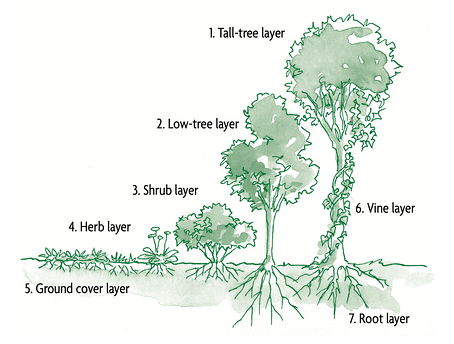 1. Tall-tree layer
2. Low-tree layer
3. Shrub layer
4. Herb layer
5. Ground cover layer
6. Vine layer
7. Root layer